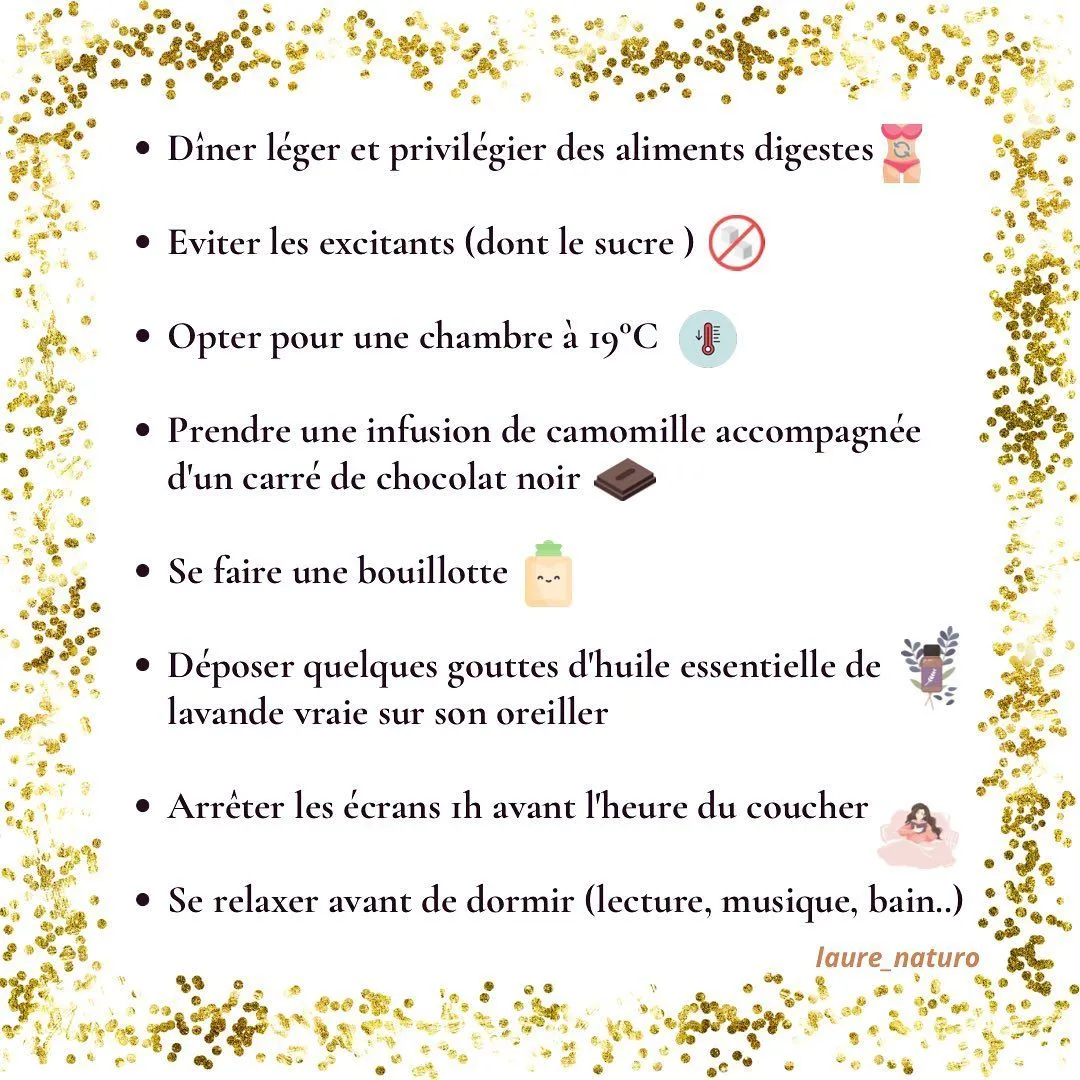 • Dîner léger et privilégier des aliments digestes
• Eviter les excitants (dont le sucre )
• Opter pour une chambre à 19°C
• Prendre une infusion de camomille accompagnée
d'un carré de chocolat noir
• Se faire une bouillotte
• Déposer quelques gouttes d'huile essentielle de
lavande vraie sur son oreiller
• Arrêter les écrans 1h avant l'heure du coucher
• Se relaxer avant de dormir (lecture, musique, bain..)
laure_naturo